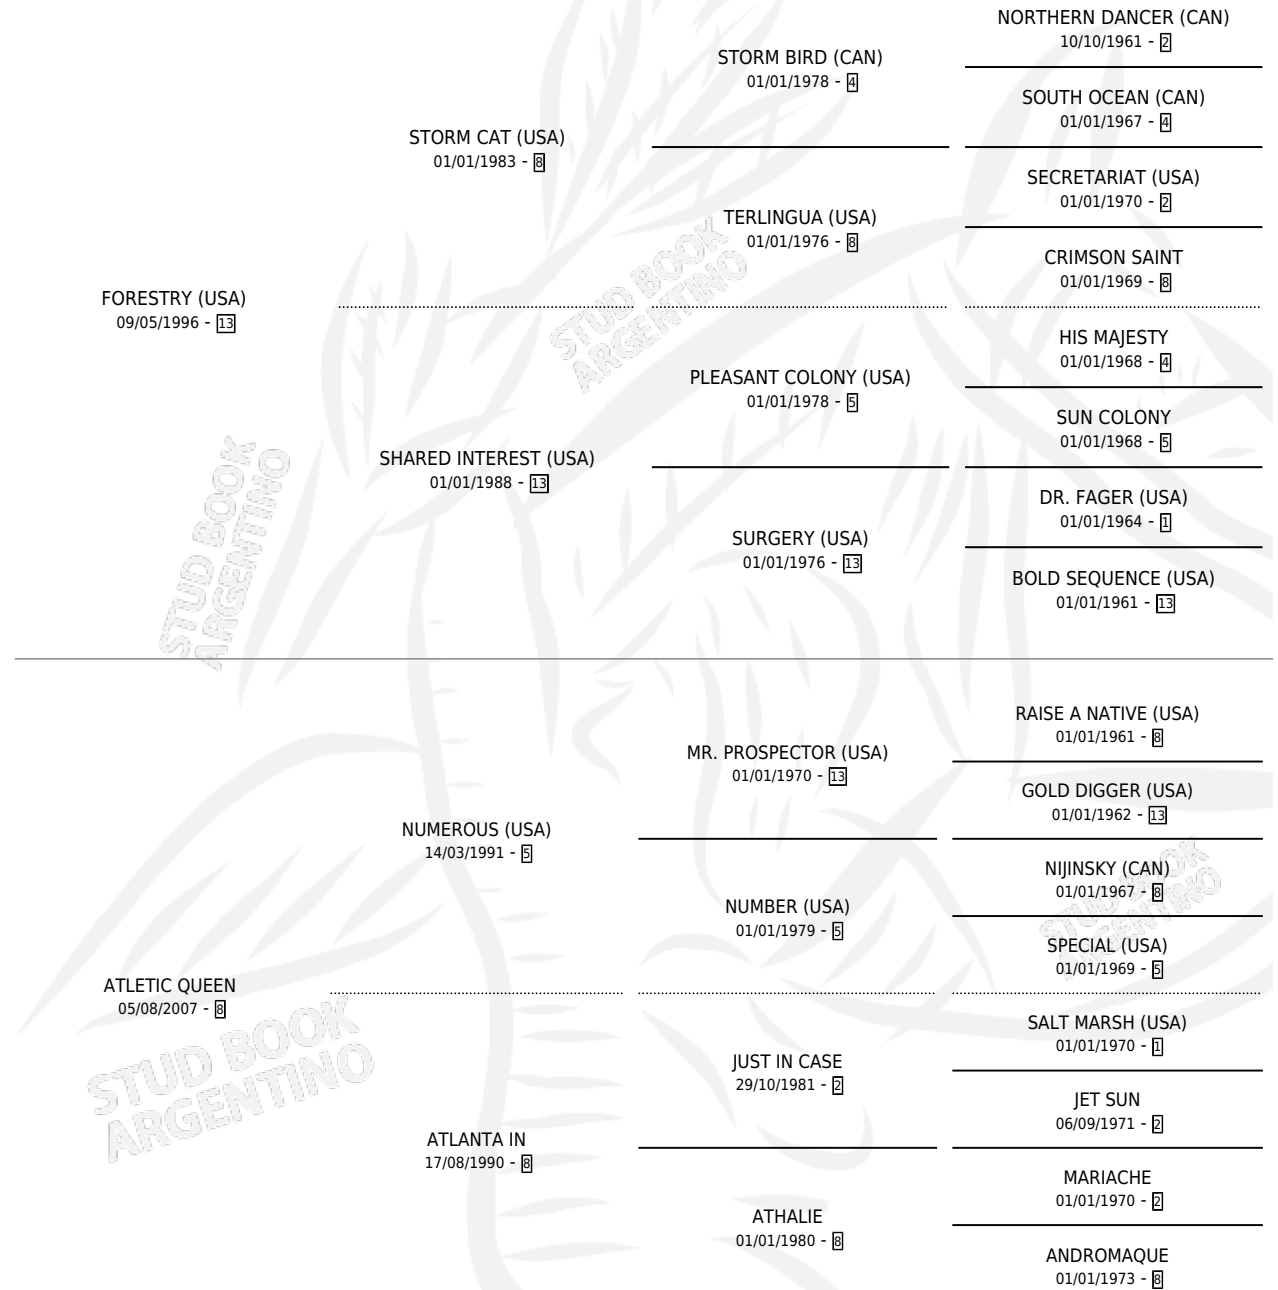 NORTHERN DANCER (CAN)
10/10/1961 - 2
STORM BIRD (CAN)
01/01/1978 - 4
SOUTH OCEAN (CAN)
01/01/1967 - 4
STORM CAT (USA)
01/01/1983 - 8
SECRETARIAT (USA)
01/01/1970 - 2
TERLINGUA (USA)
01/01/1976 - 8
CRIMSON SAINT
01/01/1969 - 8
FORESTRY (USA)
09/05/1996 - 13
STUD BOOK
ARGENTINO
HIS MAJESTY
01/01/1968 - 4
PLEASANT COLONY (USA)
01/01/1978 - 5
SUN COLONY
01/01/1968 - 5
SHARED INTEREST (USA)
01/01/1988 - 13
DR. FAGER (USA)
01/01/1964 - 1
SURGERY (USA)
01/01/1976 - 13
BOLD SEQUENCE (USA)
01/01/1961 - 13
STUD BOOK
ARGENTINO
RAISE A NATIVE (USA)
01/01/1961 - 8
MR. PROSPECTOR (USA)
01/01/1970 - 13
GOLD DIGGER (USA)
01/01/1962 - 13
NUMEROUS (USA)
14/03/1991 - 5
NIJINSKY (CAN)
01/01/1967 - 8
NUMBER (USA)
01/01/1979 - 5
SPECIAL (USA)
01/01/1969 - 5
STUD BOOK
ARGENTINO
ATLETIC QUEEN
05/08/2007 - 8
SALT MARSH (USA)
01/01/1970 - 1
JUST IN CASE
29/10/1981 - 2
JET SUN
06/09/1971 - 2
STUD BOOK
ARGENTINO
ATLANTA IN
17/08/1990 - 8
MARIACHE
01/01/1970 - 2
ATHALIE
01/01/1980 - 8
ANDROMAQUE
01/01/1973 - 8